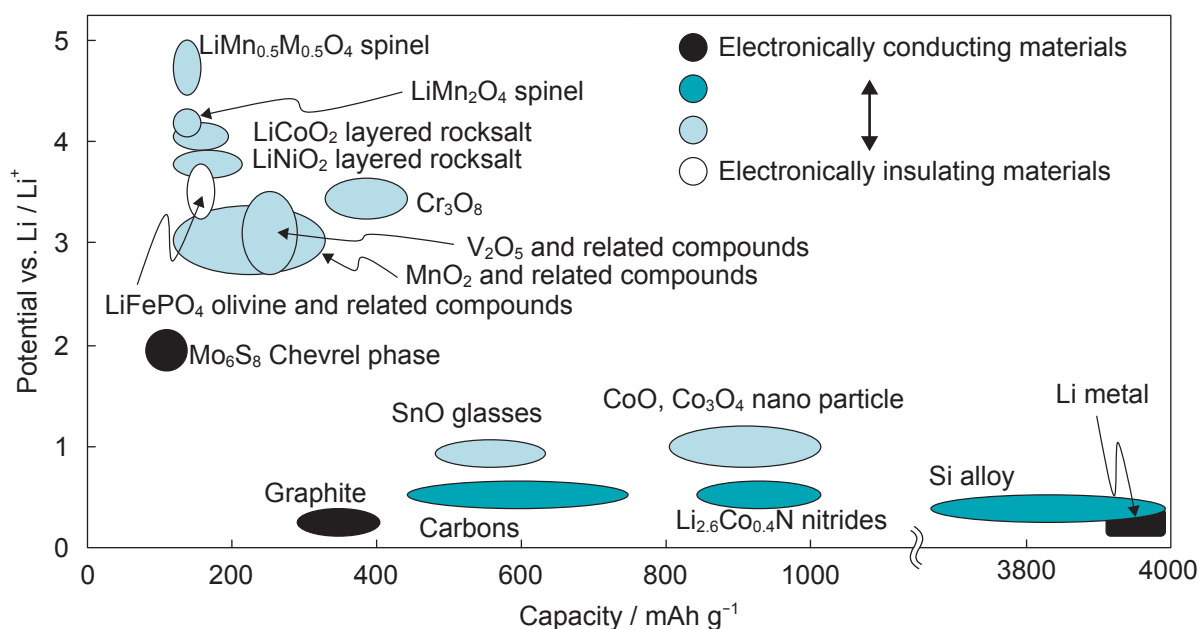 5
LiMn₀.₅M₀.₅O₄ spinel
Electronically conducting materials
LiMn₂O₄ spinel
4
LiCoO₂ layered rocksalt
LiNiO₂ layered rocksalt
Electronically insulating materials
Cr₃O₈
3
V₂O₅ and related compounds
MnO₂ and related compounds
LiFePO₄ olivine and related compounds
2
Mo₆S₈ Chevrel phase
Li metal
CoO, Co₃O₄ nano particle
SnO glasses
1
Si alloy
Graphite
Carbons
Li₂.₆Co₀.₄N nitrides
0
Potential vs. Li / Li⁺
0 200 400 600 800 1000 3800 4000
Capacity / mAh g⁻¹